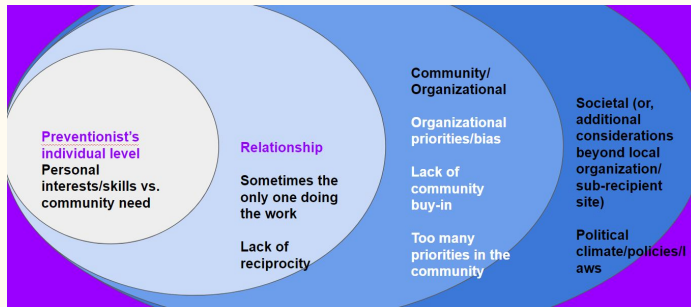 Preventionist's
individual level
Personal
interests/skills vs.
community need
Relationship
Sometimes the
only one doing
the work
Lack of
reciprocity
Community/
Organizational
Organizational
priorities/bias
Lack of
community
buy-in
Too many
priorities in the
community
Societal (or,
additional
considerations
beyond local
organization/
sub-recipient
site)
Political
climate/policies/l
aws